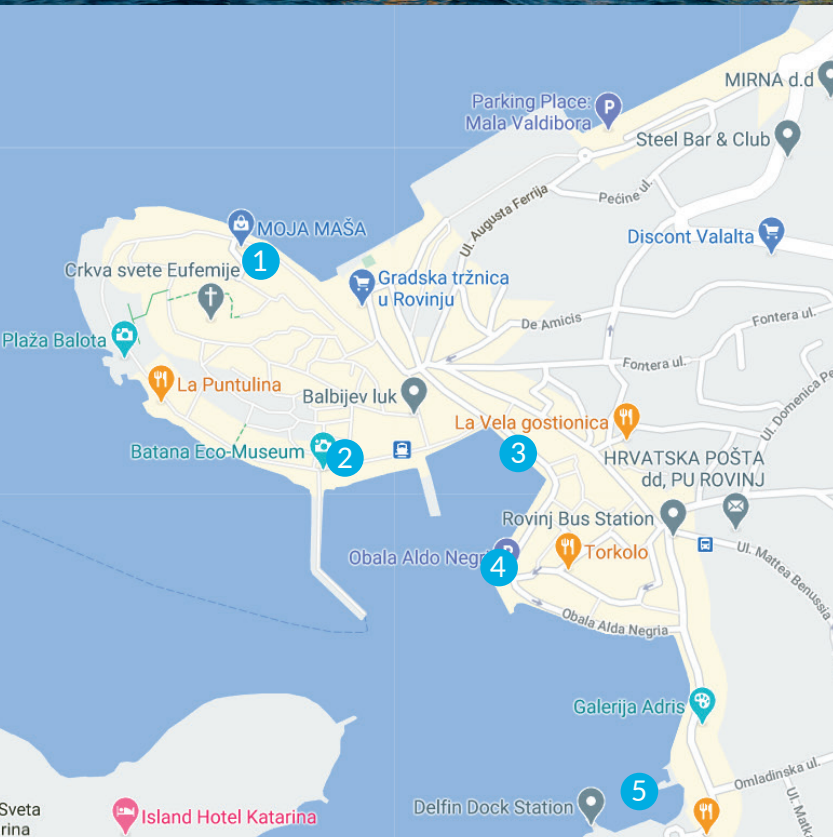 MIRNA d.d
Parking Place:
Mala Valdibora
P
Steel Bar & Club
Pećine ul.
Ul. Augusta Ferrija
MOJA MAŠA
Discont Valalta
1
Crkva svete Eufemije
Gradska tržnica
u Rovinju
De Amicis
Fontera ul.
Plaža Balota
Fontera ul.
La Puntulina
Balbijev luk
La Vela gostionica
Batana Eco-Museum
2
3
HRVATSKA POŠTA
dd, PU ROVINJ
Rovinj Bus Station
Obala Aldo Negri
4
Torkolo
Ul. Mattea Benussia
Obala Alda Negria
Galerija Adris
Omladinska ul.
5
Delfin Dock Station
Sveta
rina
Island Hotel Katarina